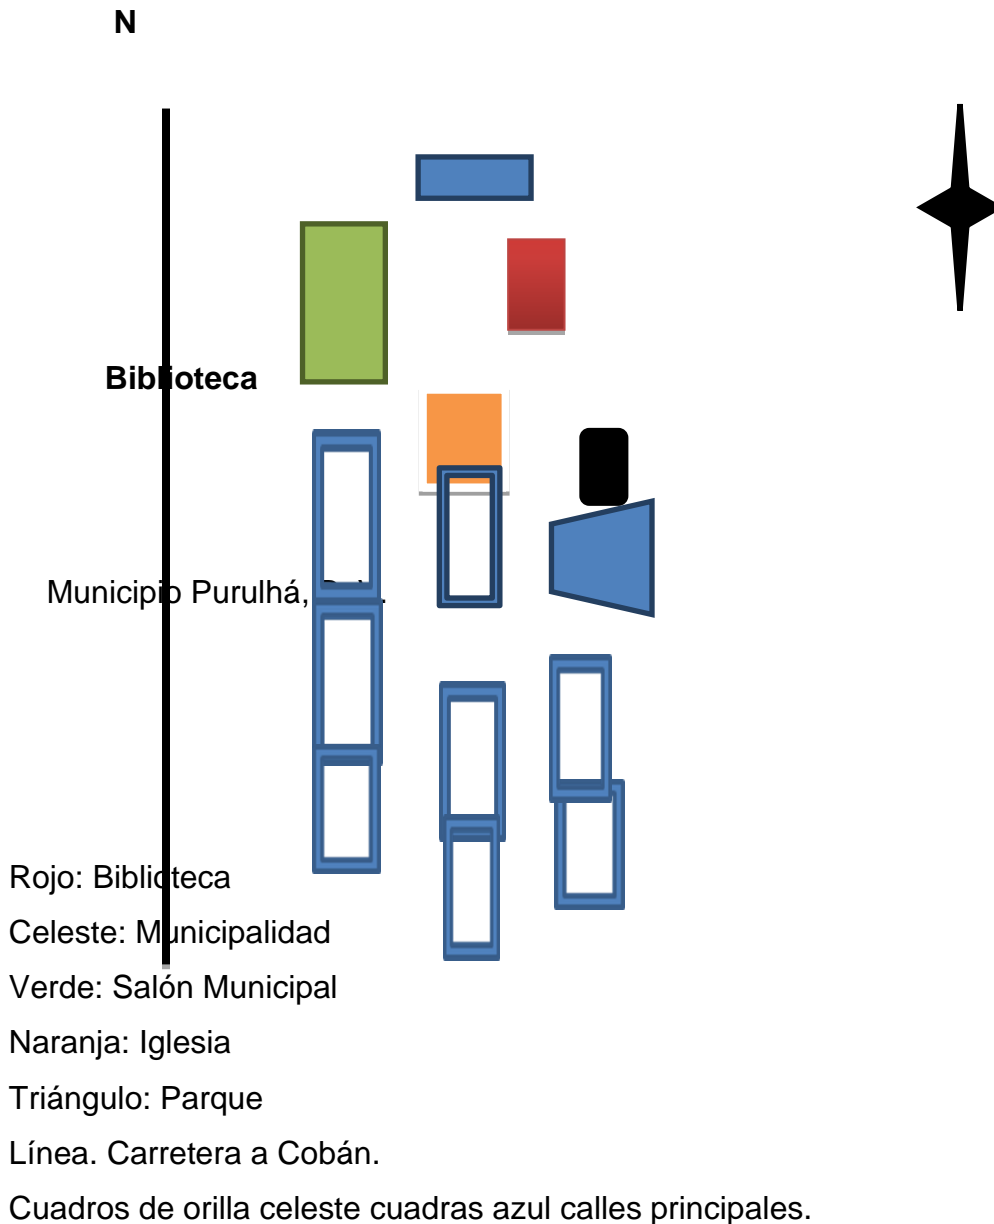 N
Biblioteca
Municipio Purulhá,
Rojo: Biblioteca
Celeste: Municipalidad
Verde: Salón Municipal
Naranja: Iglesia
Triángulo: Parque
Línea. Carretera a Cobán.
Cuadros de orilla celeste cuadras azul calles principales.